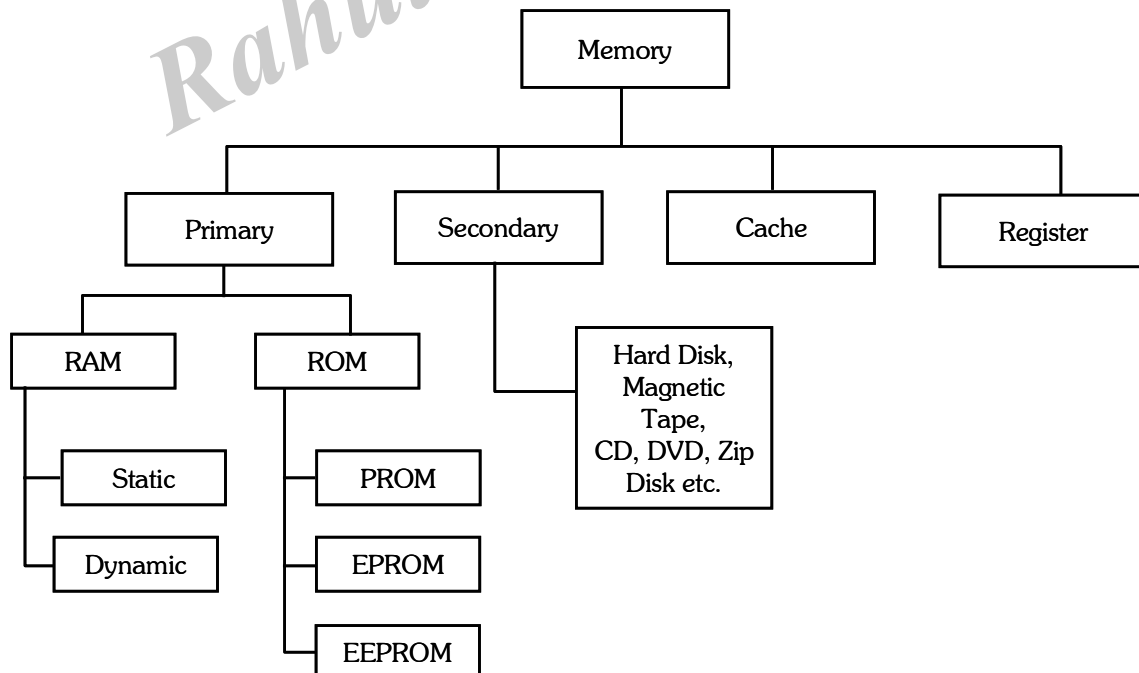 Memory
Primary
Secondary
Cache
Register
RAM
ROM
Hard Disk,
Magnetic
Tape,
CD, DVD, Zip
Disk etc.
Static
PROM
Dynamic
EPROM
EEPROM